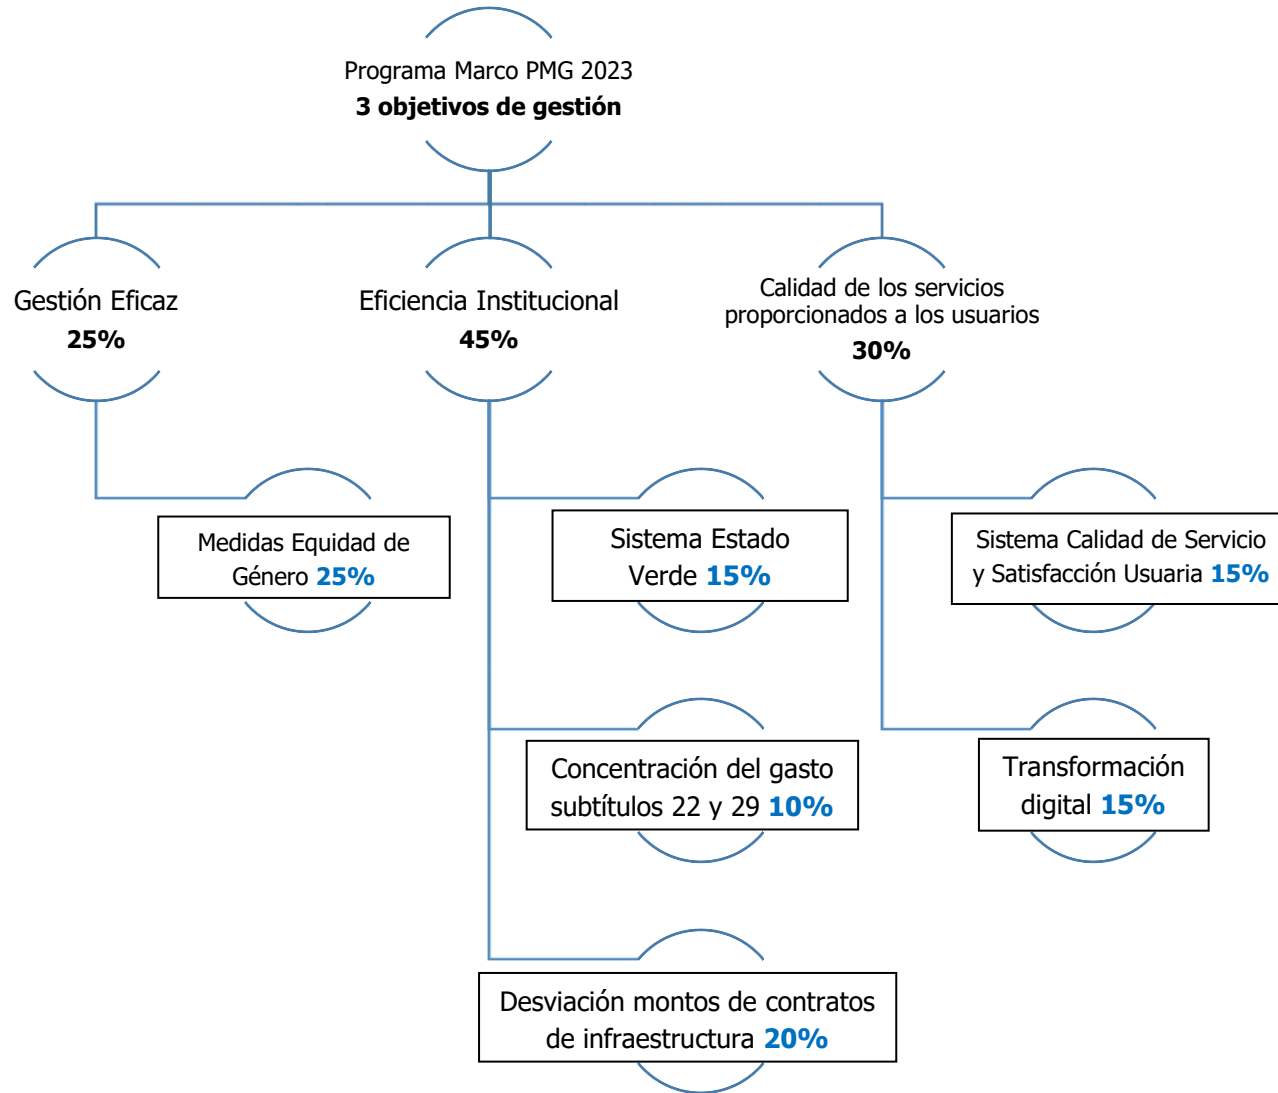 Programa Marco PMG 2023
3 objetivos de gestión
Gestión Eficaz
25%
Eficiencia Institucional
45%
Calidad de los servicios
proporcionados a los usuarios
30%
Medidas Equidad de
Género 25%
Sistema Estado
Verde 15%
Sistema Calidad de Servicio
y Satisfacción Usuaria 15%
Concentración del gasto
subtítulos 22 y 29 10%
Transformación
digital 15%
Desviación montos de contratos
de infraestructura 20%